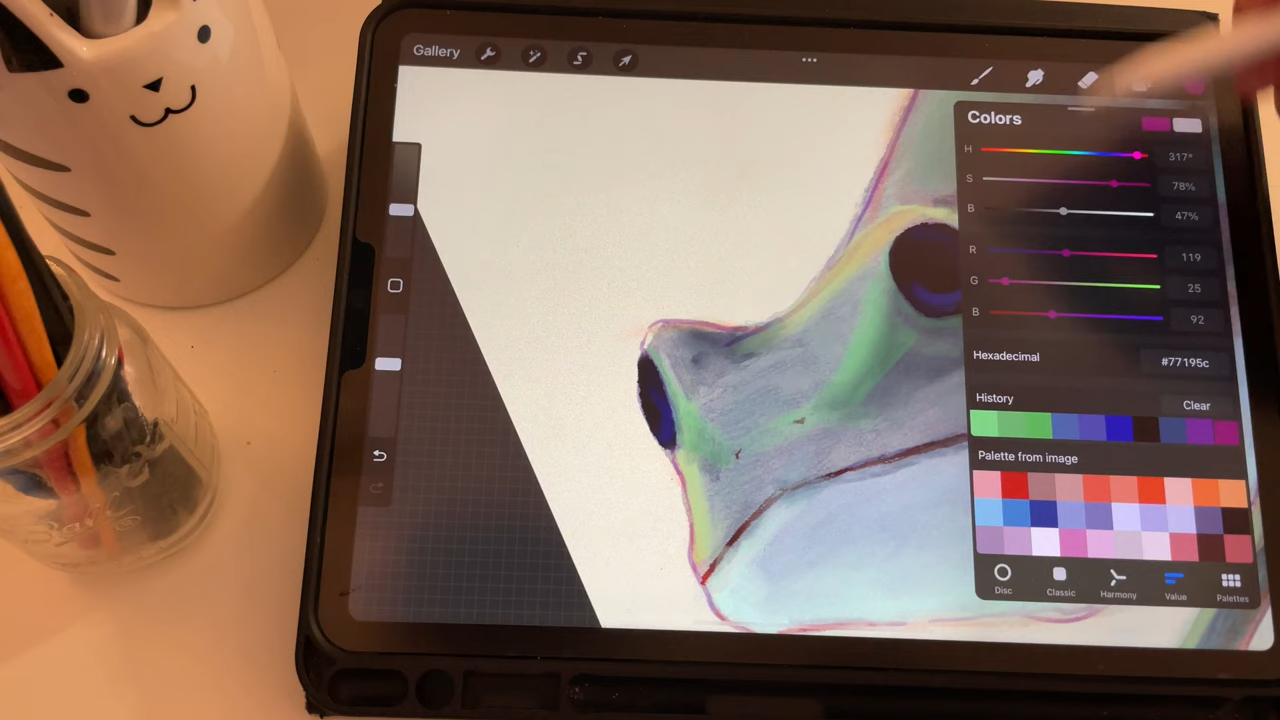 Gallery
Colors
H 317°
S 78%
B 47%
R 119
G 25
B 92
Hexadecimal #77195c
History Clear
Palette from image
Disc Classic Harmony Value Palettes
Ball